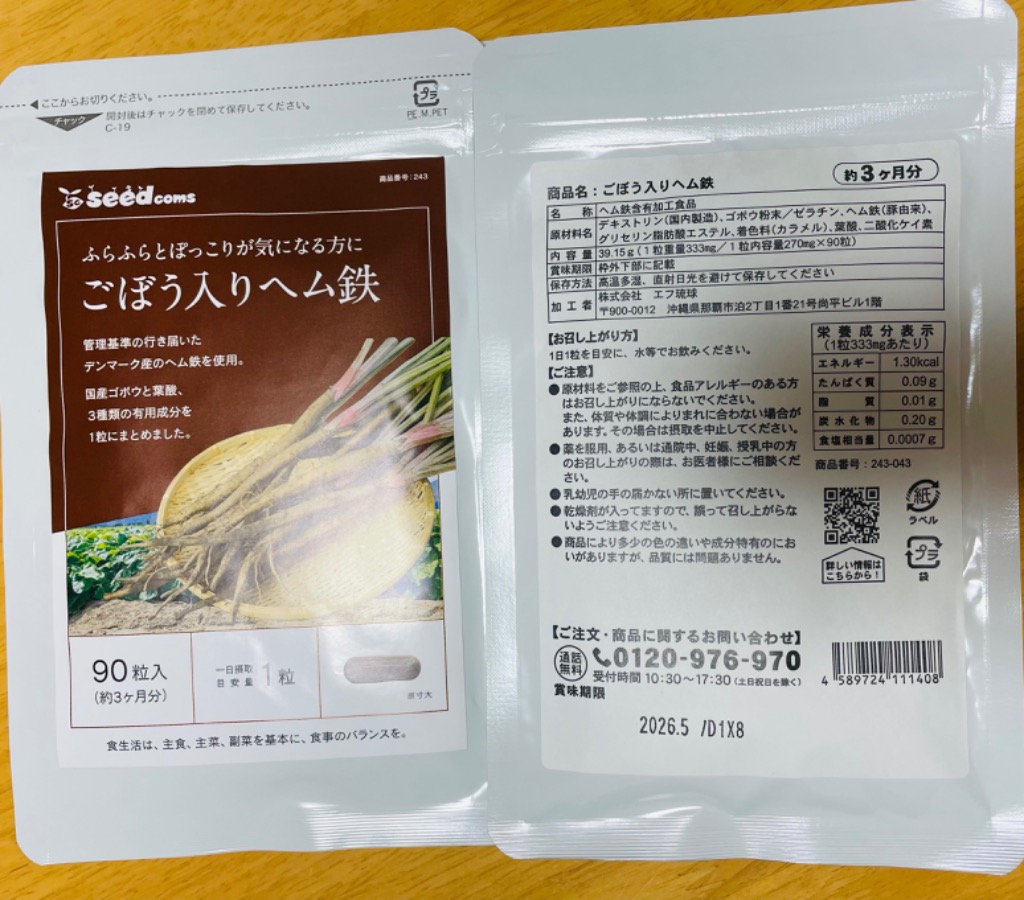 ここからお切りください。
チャック
開封後はチャックを閉めて保存してください。
C-19
プラ
PE.M.PET
商品番号：243
seedcoms
ふらふらとぽっこりが気になる方に
ごぼう入りヘム鉄
管理基準の行き届いた
デンマーク産のヘム鉄を使用。
国産ゴボウと葉酸、
3種類の有用成分を
1粒にまとめました。
90粒入
(約3ヶ月分)
一日摂取
目安量
1粒
原寸大
食生活は、主食、主菜、副菜を基本に、食事のバランスを。
商品名：ごぼう入りヘム鉄
約3ヶ月分
名称 ヘム鉄含有加工食品
原材料名 デキストリン(国内製造)、ゴボウ粉末／ゼラチン、ヘム鉄(豚由来)、
グリセリン脂肪酸エステル、着色料(カラメル)、葉酸、二酸化ケイ素
内容量 39.15g（1粒重量333mg／1粒内容量270mg×90粒）
賞味期限 枠外下部に記載
保存方法 高温多湿、直射日光を避けて保存してください
加工者 株式会社 エフ琉球
〒900-0012 沖縄県那覇市泊2丁目1番21号尚平ビル1階
【お召し上がり方】
1日1粒を目安に、水等でお飲みください。
【ご注意】
●原材料をご参照の上、食品アレルギーのある方
はお召し上がりにならないでください。
また、体質や体調によりまれに合わない場合が
あります。その場合は摂取を中止してください。
●薬を服用、あるいは通院中、妊娠、授乳中の方
のお召し上がりの際は、お医者様にご相談くださ
い。
●乳幼児の手の届かない所に置いてください。
●乾燥剤が入ってますので、誤って召し上がらな
いようご注意ください。
●商品により多少の色の違いや成分特有のにお
いがありますが、品質には問題ありません。
栄養成分表示
(1粒333mgあたり)
エネルギー 1.30kcal
たんぱく質 0.09g
脂質 0.01g
炭水化物 0.20g
食塩相当量 0.0007g
商品番号：243-043
詳しい情報は
こちらから！
紙
ラベル
プラ
袋
【ご注文・商品に関するお問い合わせ】
通話
無料
0120-976-970
受付時間 10:30～17:30（土日祝日を除く）
賞味期限
4 589724 111408
2026.5 /D1X8